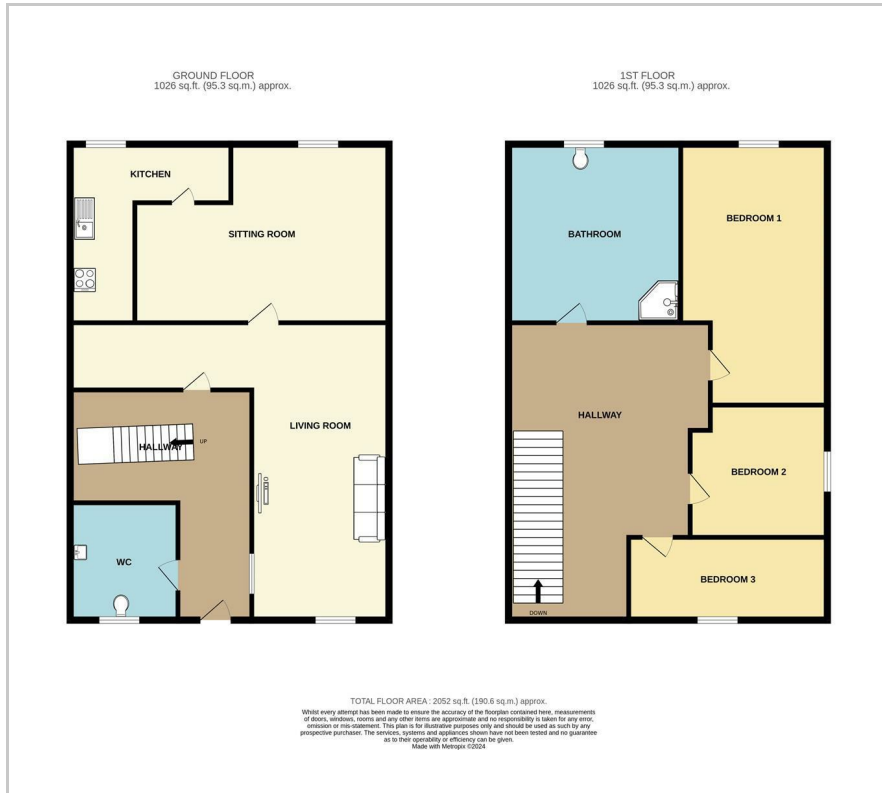 GROUND FLOOR
1026 sq.ft. (95.3 sq.m.) approx.
KITCHEN
SITTING ROOM
LIVING ROOM
HALLWAY
UP
WC
1ST FLOOR
1026 sq.ft. (95.3 sq.m.) approx.
BATHROOM
BEDROOM 1
HALLWAY
BEDROOM 2
BEDROOM 3
DOWN
TOTAL FLOOR AREA : 2052 sq.ft. (190.6 sq.m.) approx.
Whilst every attempt has been made to ensure the accuracy of the floorplan contained here, measurements
of doors, windows, rooms and any other items are approximate and no responsibility is taken for any error,
omission or mis-statement. This plan is for illustrative purposes only and should be used as such by any
prospective purchaser. The services, systems and appliances shown have not been tested and no guarantee
as to their operability or efficiency can be given.
Made with Metropix ©2024